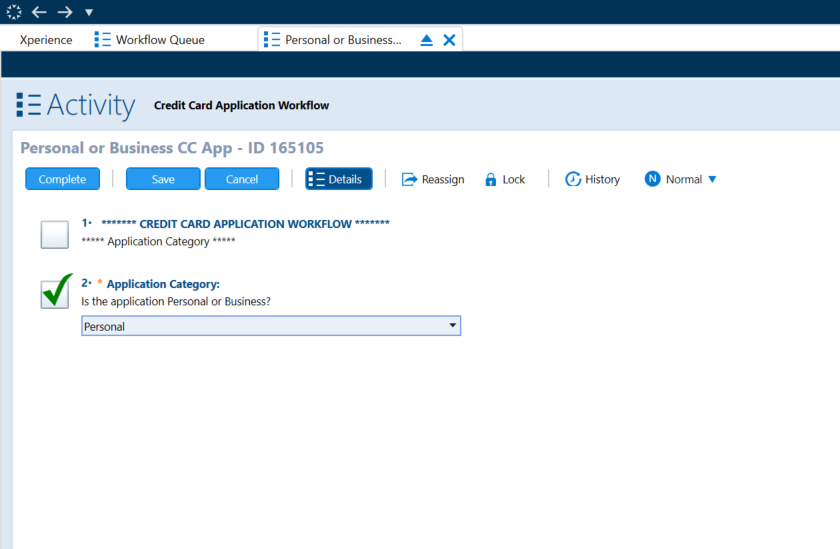 Xperience Workflow Queue Personal or Business...
Activity Credit Card Application Workflow
Personal or Business CC App - ID 165105
Complete Save Cancel Details Reassign Lock History N Normal
1· ******* CREDIT CARD APPLICATION WORKFLOW *******
***** Application Category *****
2· * Application Category:
Is the application Personal or Business?
Personal